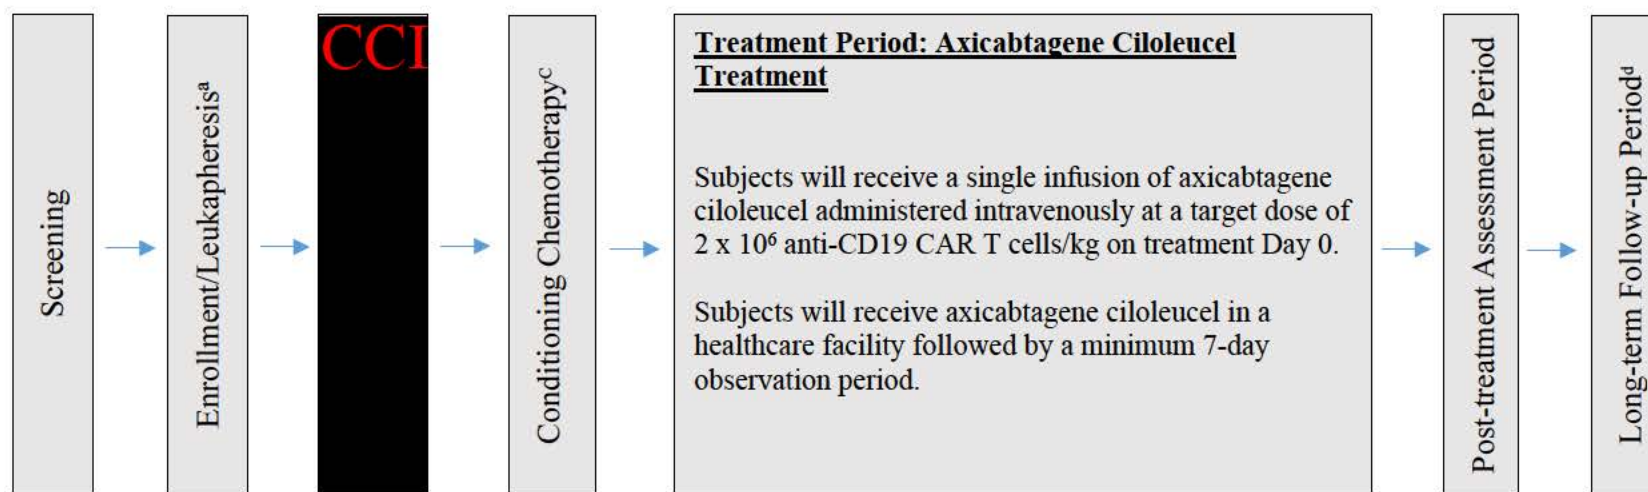 Screening
Enrollment/Leukapheresisᵃ
CCI
Conditioning Chemotherapyᶜ
Treatment Period: Axicabtagene Ciloleucel
Treatment
Subjects will receive a single infusion of axicabtagene
ciloleucel administered intravenously at a target dose of
2 x 10⁶ anti-CD19 CAR T cells/kg on treatment Day 0.
Subjects will receive axicabtagene ciloleucel in a
healthcare facility followed by a minimum 7-day
observation period.
Post-treatment Assessment Period
Long-term Follow-up Periodᵈ